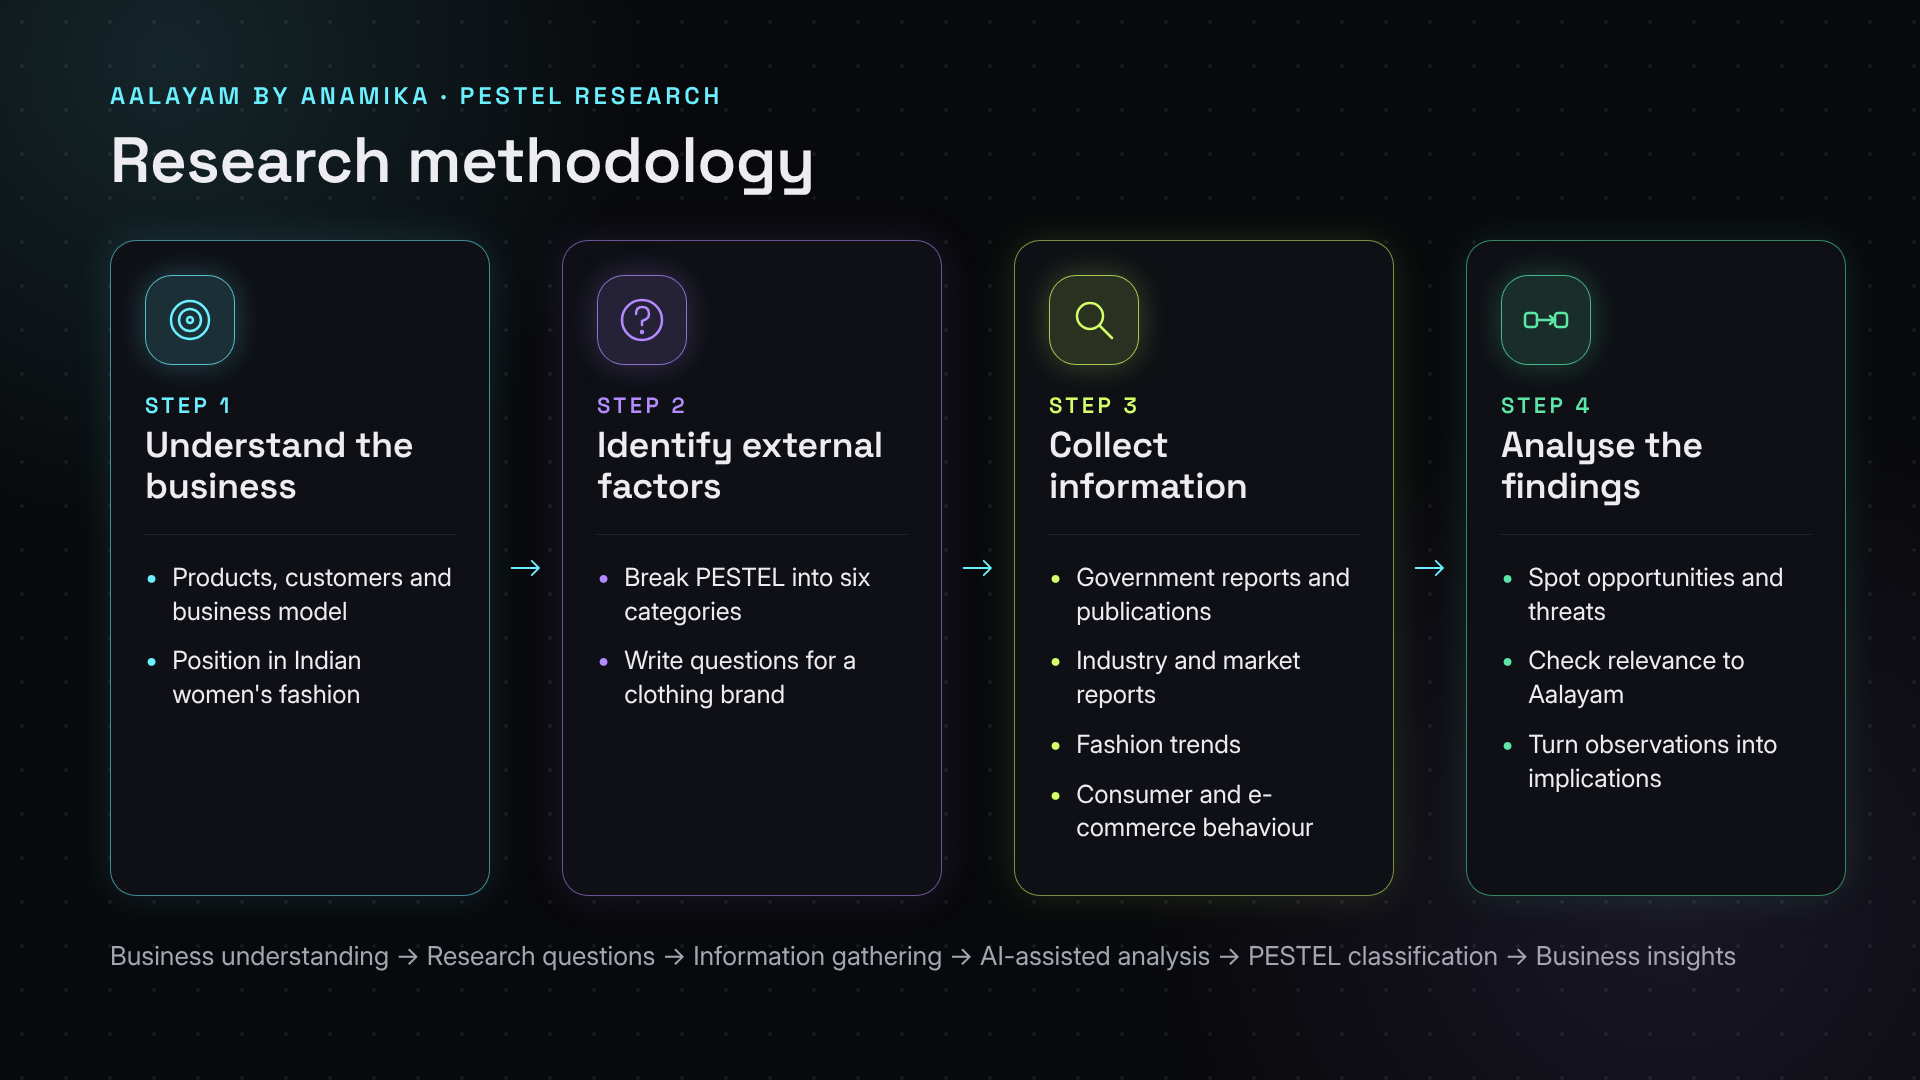 AALAYAM BY ANAMIKA · PESTEL RESEARCH
Research methodology
STEP 1
Understand the
business
• Products, customers and
business model
• Position in Indian
women's fashion
→
STEP 2
Identify external
factors
• Break PESTEL into six
categories
• Write questions for a
clothing brand
→
STEP 3
Collect
information
• Government reports and
publications
• Industry and market
reports
• Fashion trends
• Consumer and e-
commerce behaviour
→
STEP 4
Analyse the
findings
• Spot opportunities and
threats
• Check relevance to
Aalayam
• Turn observations into
implications
Business understanding → Research questions → Information gathering → AI-assisted analysis → PESTEL classification → Business insights